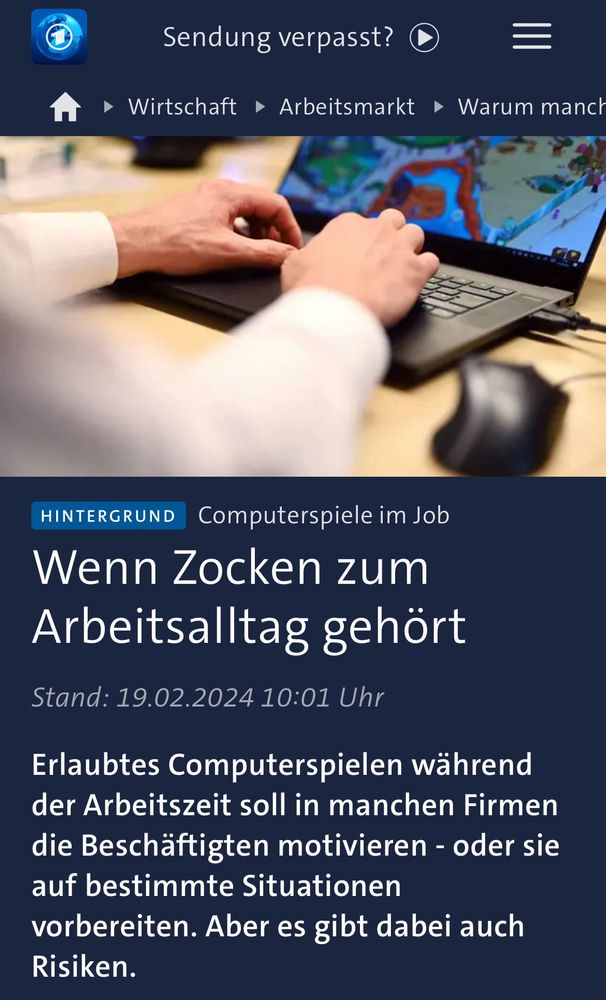 Sendung verpasst?
Wirtschaft Arbeitsmarkt Warum manch
HINTERGRUND Computerspiele im Job
Wenn Zocken zum
Arbeitsalltag gehört
Stand: 19.02.2024 10:01 Uhr
Erlaubtes Computerspielen während
der Arbeitszeit soll in manchen Firmen
die Beschäftigten motivieren - oder sie
auf bestimmte Situationen
vorbereiten. Aber es gibt dabei auch
Risiken.